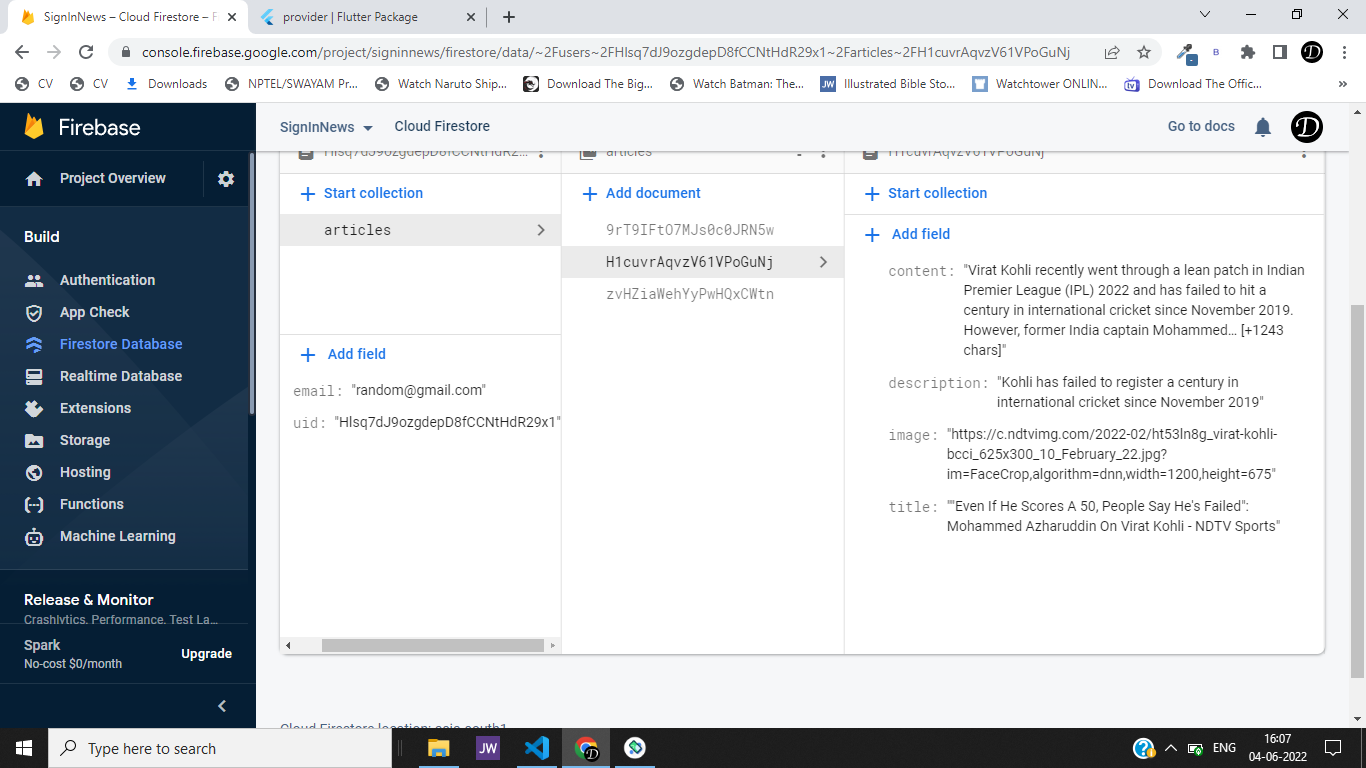 SignInNews – Cloud Firestore – F
provider | Flutter Package
console.firebase.google.com/project/signinnews/firestore/data/~2Fusers~2FHlsq7dJ9ozgdepD8fCCNtHdR29x1~2Farticles~2FH1cuvrAqvzV61VPoGuNj
CV
CV
Downloads
NPTEL/SWAYAM Pr...
Watch Naruto Ship...
Download The Big...
Watch Batman: The...
JW
Illustrated Bible Sto...
Watchtower ONLIN...
Download The Offic...
»
Firebase
SignInNews
Cloud Firestore
Go to docs
Project Overview
Hlsq7dJ9ozgdepD8fCCNtHdR2...
articles
H1cuvrAqvzV61VPoGuNj
+ Start collection
+ Add document
+ Start collection
articles
9rT9IFtO7MJs0c0JRN5w
H1cuvrAqvzV61VPoGuNj
zvHZiaWehYyPwHQxCWtn
+ Add field
content: "Virat Kohli recently went through a lean patch in Indian
Premier League (IPL) 2022 and has failed to hit a
century in international cricket since November 2019.
However, former India captain Mohammed… [+1243
chars]"
description: "Kohli has failed to register a century in
international cricket since November 2019"
image: "https://c.ndtvimg.com/2022-02/ht53ln8g_virat-kohli-
bcci_625x300_10_February_22.jpg?
im=FaceCrop,algorithm=dnn,width=1200,height=675"
title: ""Even If He Scores A 50, People Say He's Failed":
Mohammed Azharuddin On Virat Kohli - NDTV Sports"
+ Add field
email: "random@gmail.com"
uid: "Hlsq7dJ9ozgdepD8fCCNtHdR29x1"
Build
Authentication
App Check
Firestore Database
Realtime Database
Extensions
Storage
Hosting
Functions
Machine Learning
Release & Monitor
Crashlytics, Performance, Test La...
Spark
No-cost $0/month
Upgrade
Cloud Firestore location: asia-south1
Type here to search
JW
ENG
16:07
04-06-2022